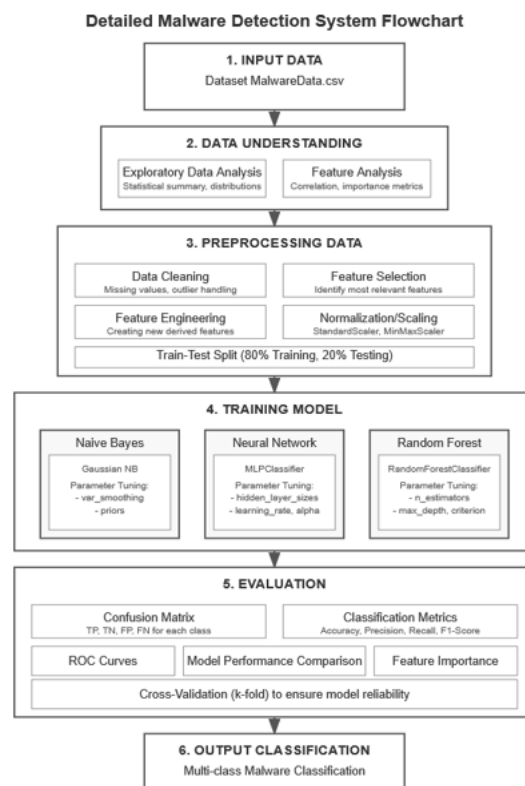 Detailed Malware Detection System Flowchart
1. INPUT DATA
Dataset MalwareData.csv
2. DATA UNDERSTANDING
Exploratory Data Analysis
Statistical summary, distributions
Feature Analysis
Correlation, importance metrics
3. PREPROCESSING DATA
Data Cleaning
Missing values, outlier handling
Feature Selection
Identify most relevant features
Feature Engineering
Creating new derived features
Normalization/Scaling
StandardScaler, MinMaxScaler
Train-Test Split (80% Training, 20% Testing)
4. TRAINING MODEL
Naive Bayes
Gaussian NB
Parameter Tuning:
- var_smoothing
- priors
Neural Network
MLPClassifier
Parameter Tuning:
- hidden_layer_sizes
- learning_rate, alpha
Random Forest
RandomForestClassifier
Parameter Tuning:
- n_estimators
- max_depth, criterion
5. EVALUATION
Confusion Matrix
TP, TN, FP, FN for each class
Classification Metrics
Accuracy, Precision, Recall, F1-Score
ROC Curves
Model Performance Comparison
Feature Importance
Cross-Validation (k-fold) to ensure model reliability
6. OUTPUT CLASSIFICATION
Multi-class Malware Classification